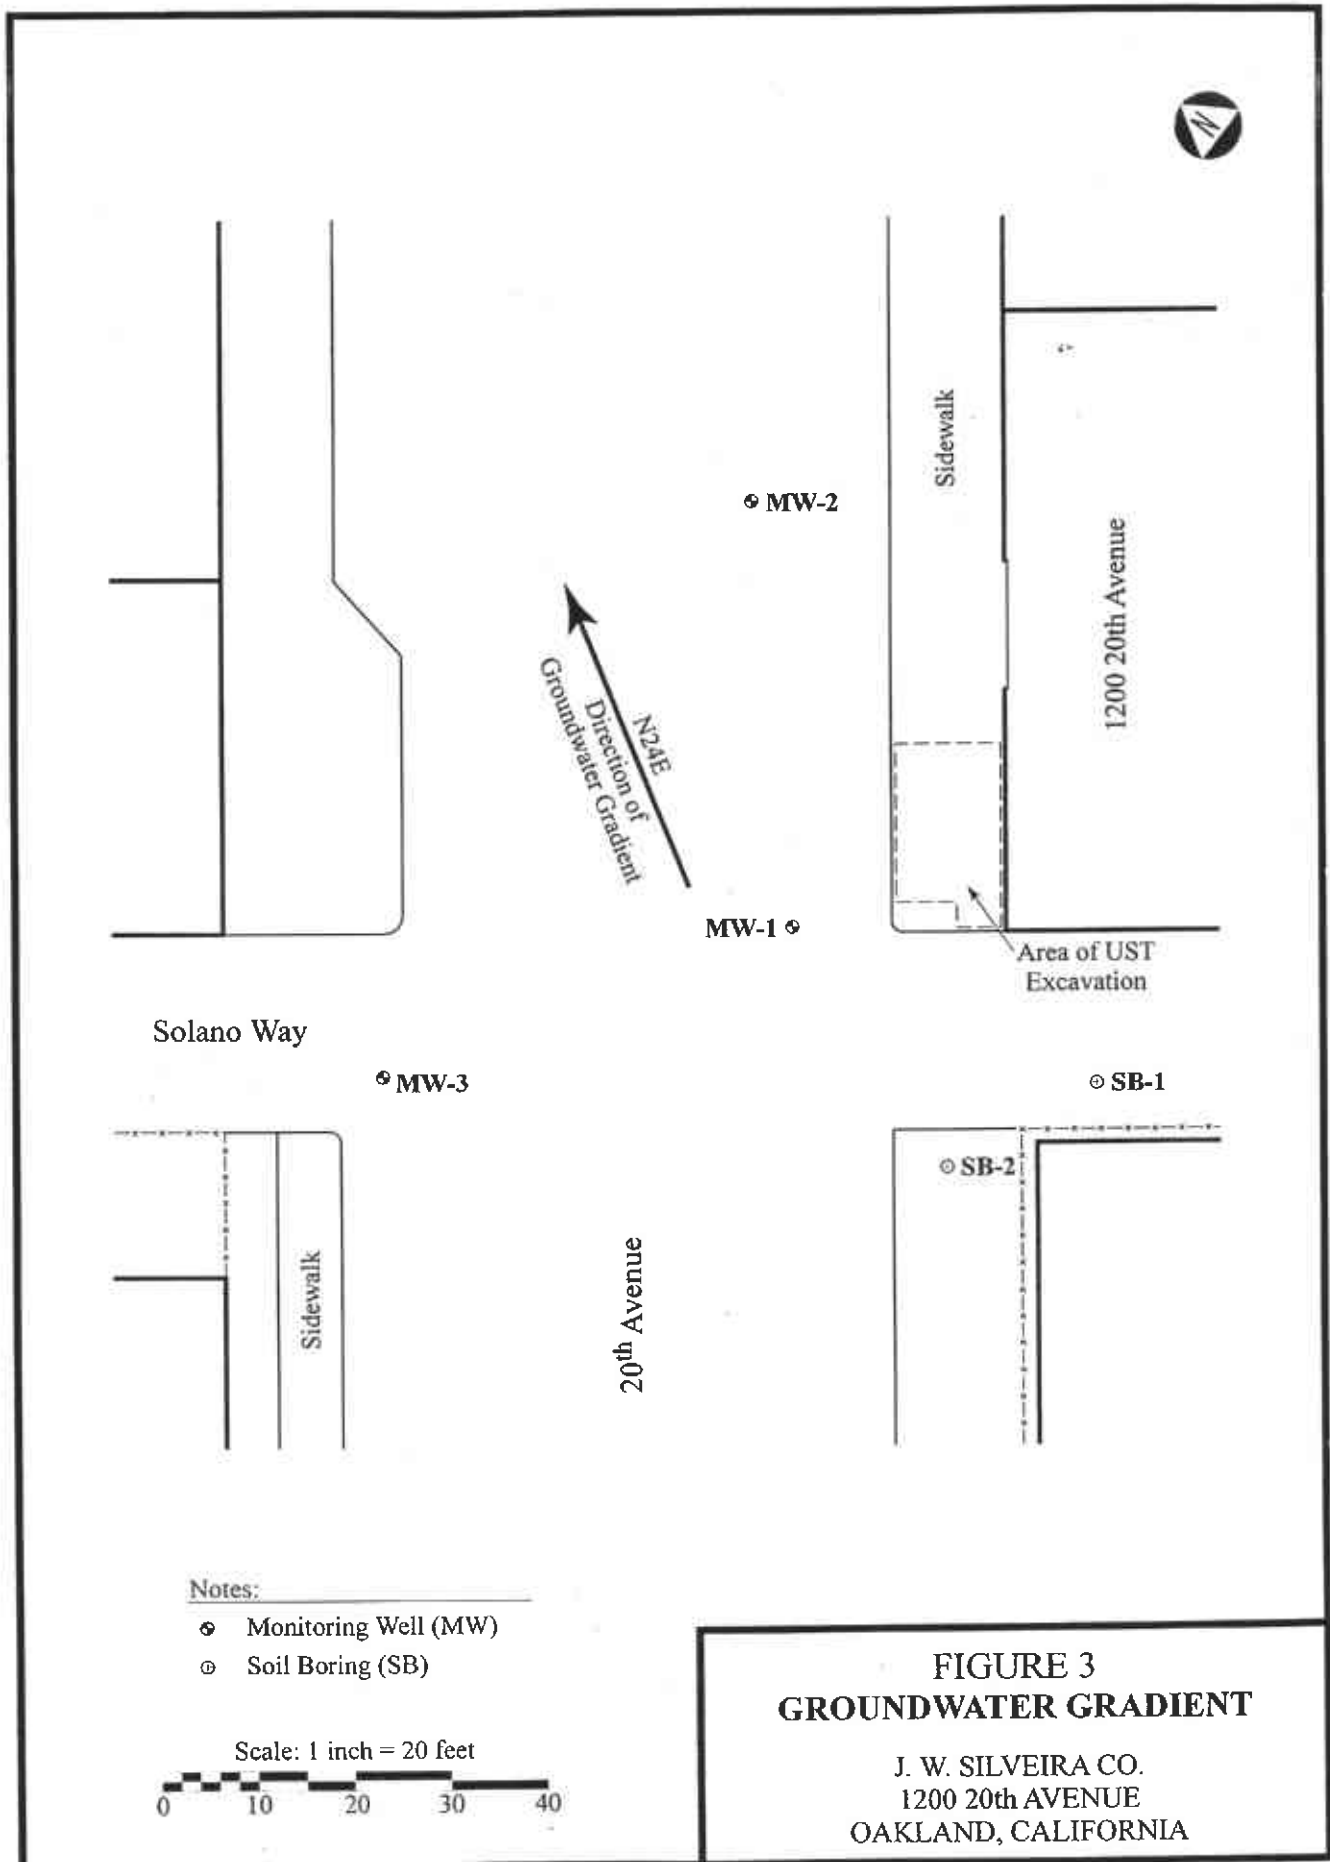 N
Sidewalk
MW-2
1200 20th Avenue
N24E
Direction of
Groundwater Gradient
MW-1
Area of UST
Excavation
Solano Way
MW-3
SB-1
SB-2
Sidewalk
20th Avenue
Notes:
Monitoring Well (MW)
Soil Boring (SB)
Scale: 1 inch = 20 feet
0 10 20 30 40
FIGURE 3
GROUNDWATER GRADIENT
J. W. SILVEIRA CO.
1200 20th AVENUE
OAKLAND, CALIFORNIA